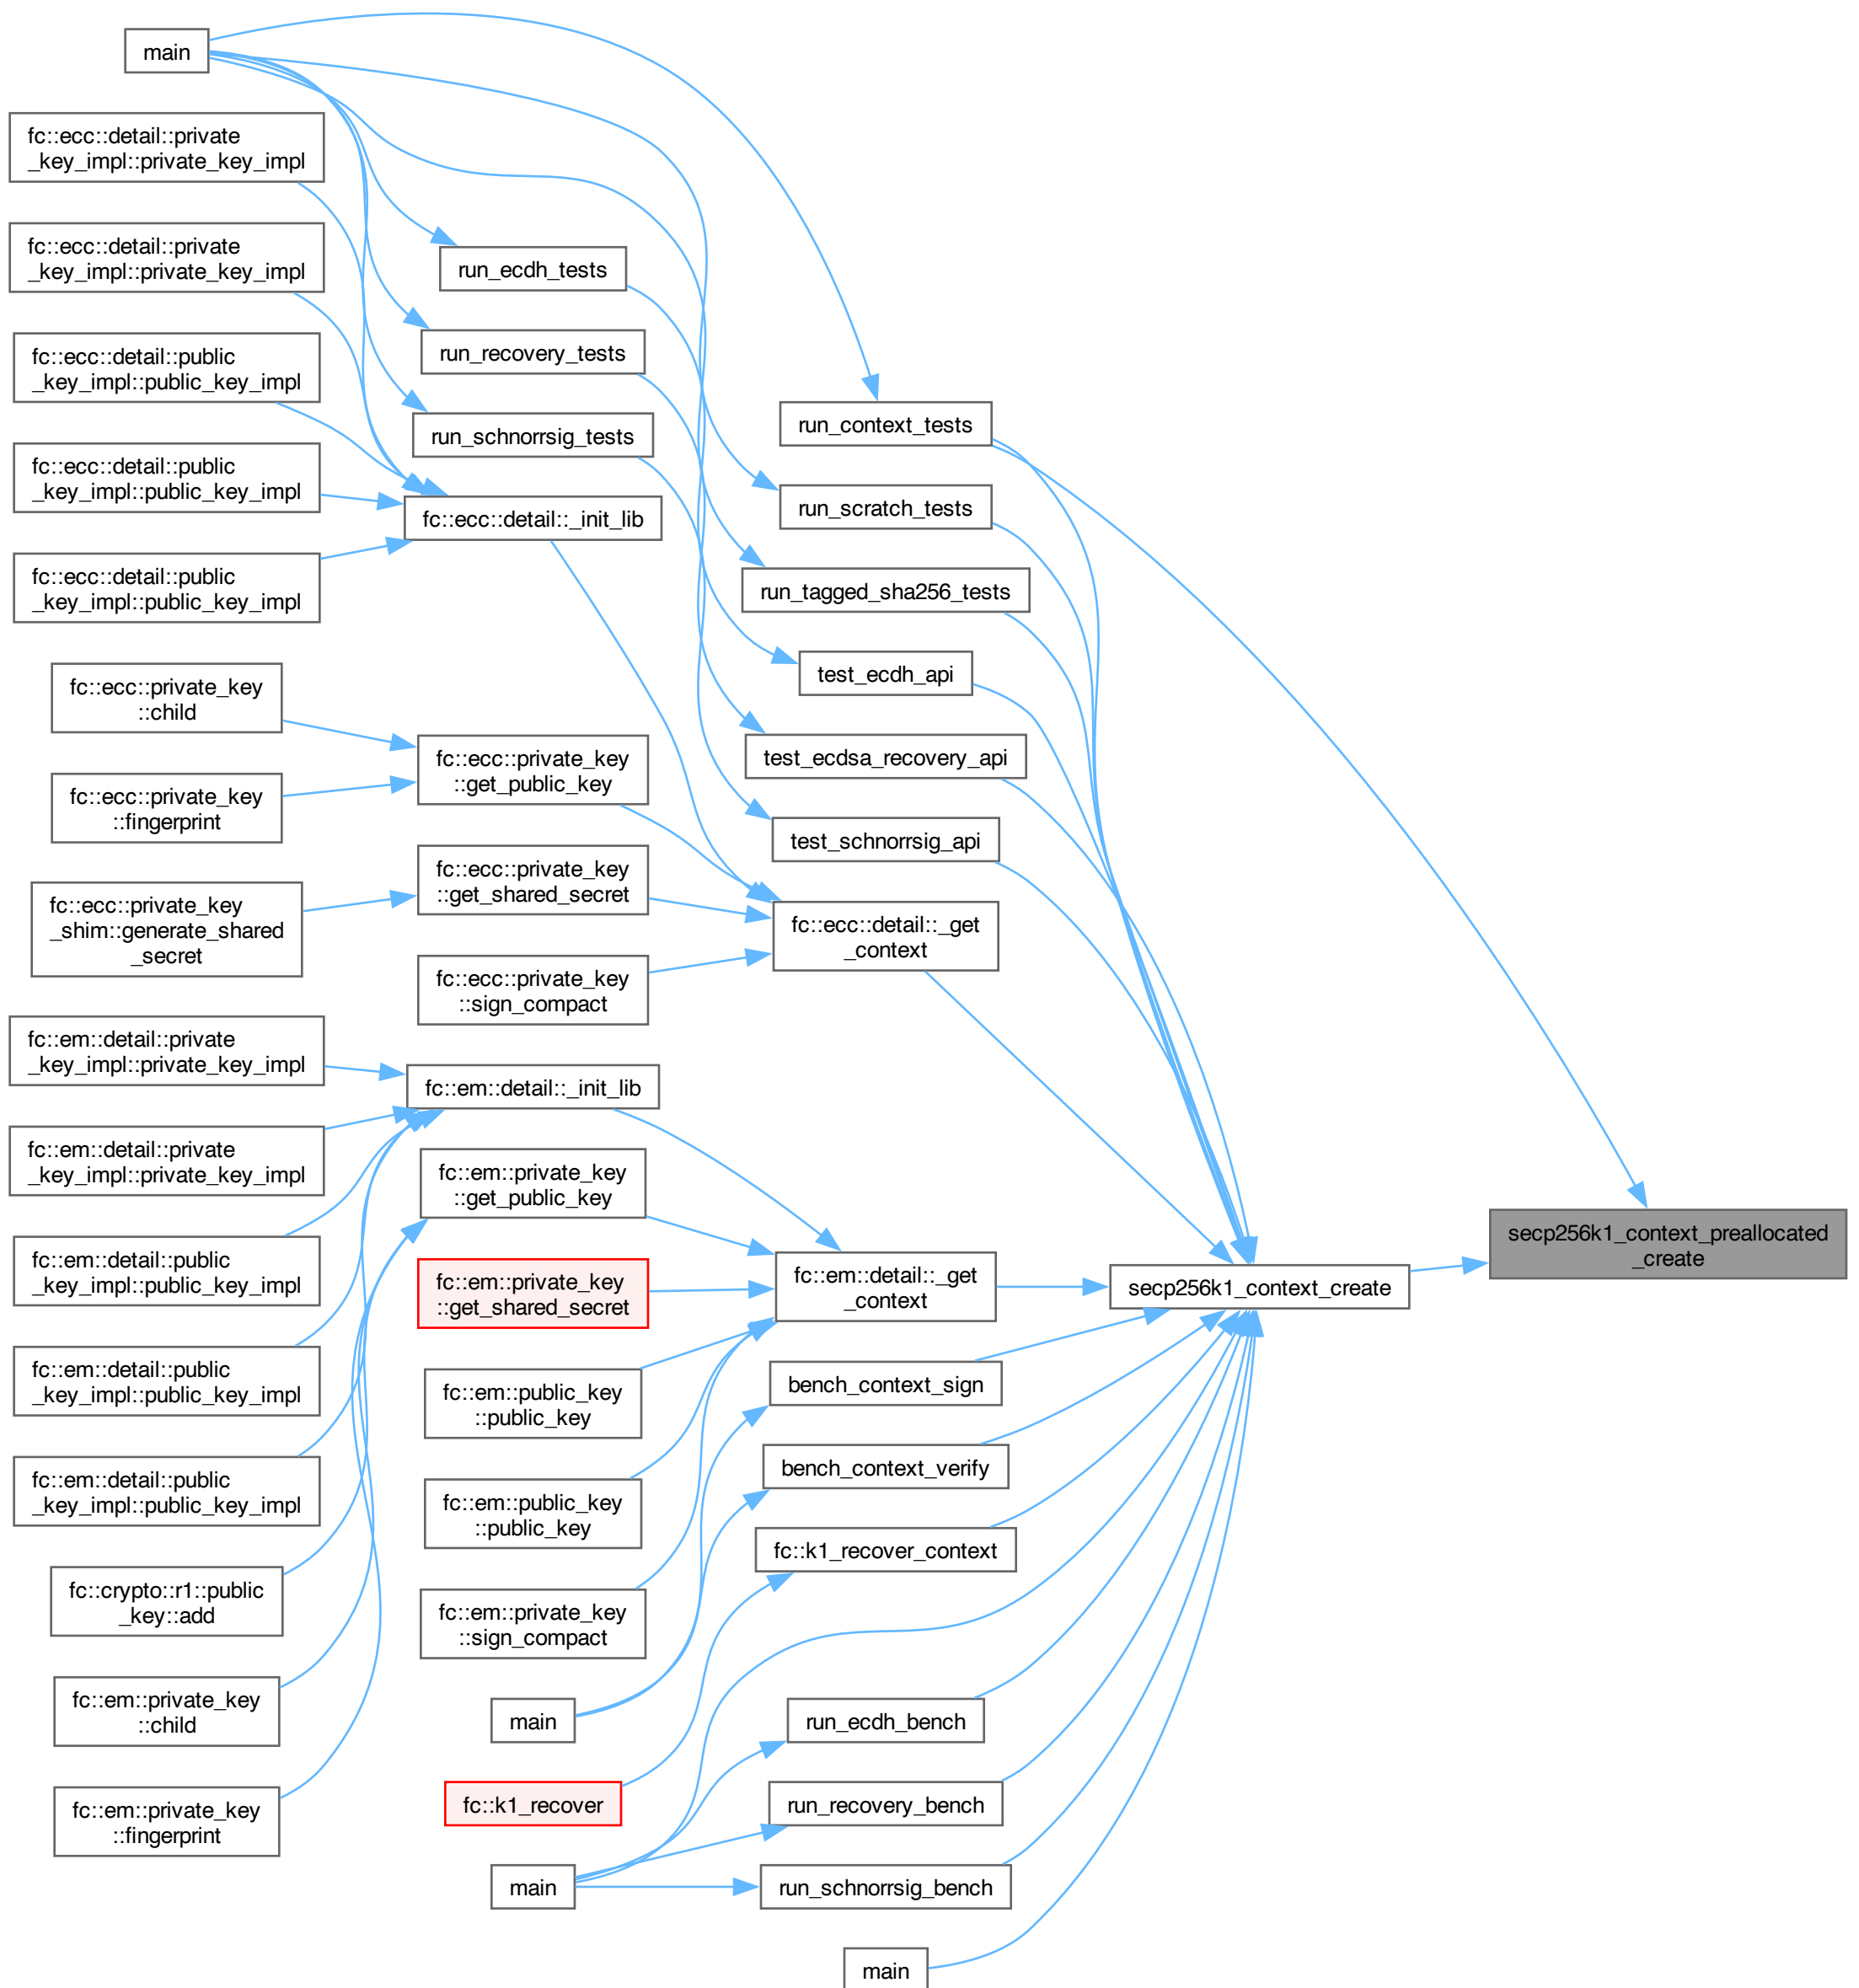 main
fc::ecc::detail::private
_key_impl::private_key_impl
fc::ecc::detail::private
_key_impl::private_key_impl
fc::ecc::detail::public
_key_impl::public_key_impl
fc::ecc::detail::public
_key_impl::public_key_impl
fc::ecc::detail::public
_key_impl::public_key_impl
fc::ecc::private_key
::child
fc::ecc::private_key
::fingerprint
fc::ecc::private_key
_shim::generate_shared
_secret
fc::em::detail::private
_key_impl::private_key_impl
fc::em::detail::private
_key_impl::private_key_impl
fc::em::detail::public
_key_impl::public_key_impl
fc::em::detail::public
_key_impl::public_key_impl
fc::em::detail::public
_key_impl::public_key_impl
fc::crypto::r1::public
_key::add
fc::em::private_key
::child
fc::em::private_key
::fingerprint
run_ecdh_tests
run_recovery_tests
run_schnorrsig_tests
fc::ecc::detail::_init_lib
fc::ecc::private_key
::get_public_key
fc::ecc::private_key
::get_shared_secret
fc::ecc::private_key
::sign_compact
fc::em::detail::_init_lib
fc::em::private_key
::get_public_key
fc::em::private_key
::get_shared_secret
fc::em::public_key
::public_key
fc::em::public_key
::public_key
fc::em::private_key
::sign_compact
main
fc::k1_recover
main
run_context_tests
run_scratch_tests
run_tagged_sha256_tests
test_ecdh_api
test_ecdsa_recovery_api
test_schnorrsig_api
fc::ecc::detail::_get
_context
fc::em::detail::_get
_context
bench_context_sign
bench_context_verify
fc::k1_recover_context
run_ecdh_bench
run_recovery_bench
run_schnorrsig_bench
main
secp256k1_context_create
secp256k1_context_preallocated
_create